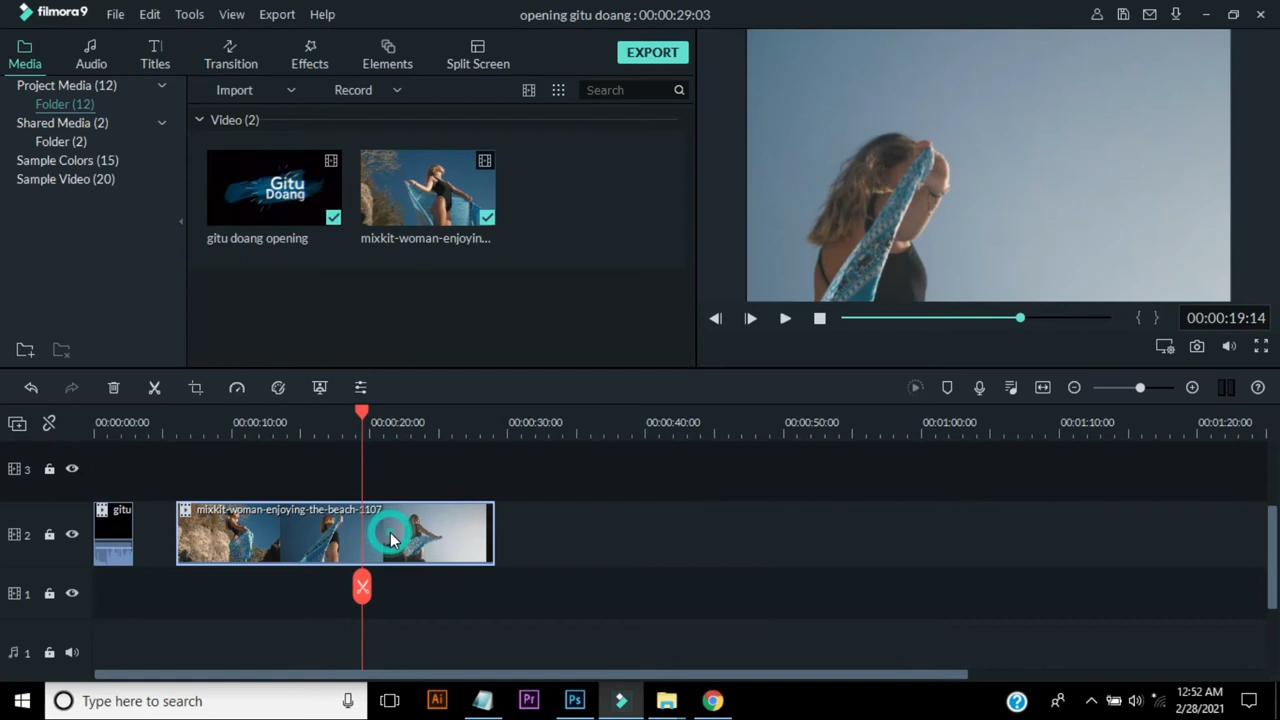 filmora9 File Edit Tools View Export Help opening gitu doang : 00:00:29:03
Media Audio Titles Transition Effects Elements Split Screen EXPORT
Project Media (12)
Folder (12)
Shared Media (2)
Folder (2)
Sample Colors (15)
Sample Video (20)
Import Record Search
Video (2)
Gitu
Doang
gitu doang opening mixkit-woman-enjoyin...
{ } 00:00:19:14
00:00:00:00 00:00:10:00 00:00:20:00 00:00:30:00 00:00:40:00 00:00:50:00 00:01:00:00 00:01:10:00 00:01:20:00
3
gitu mixkit-woman-enjoying-the-beach-1107
2
1
1
Type here to search Ai Pr Ps 12:52 AM
2/28/2021